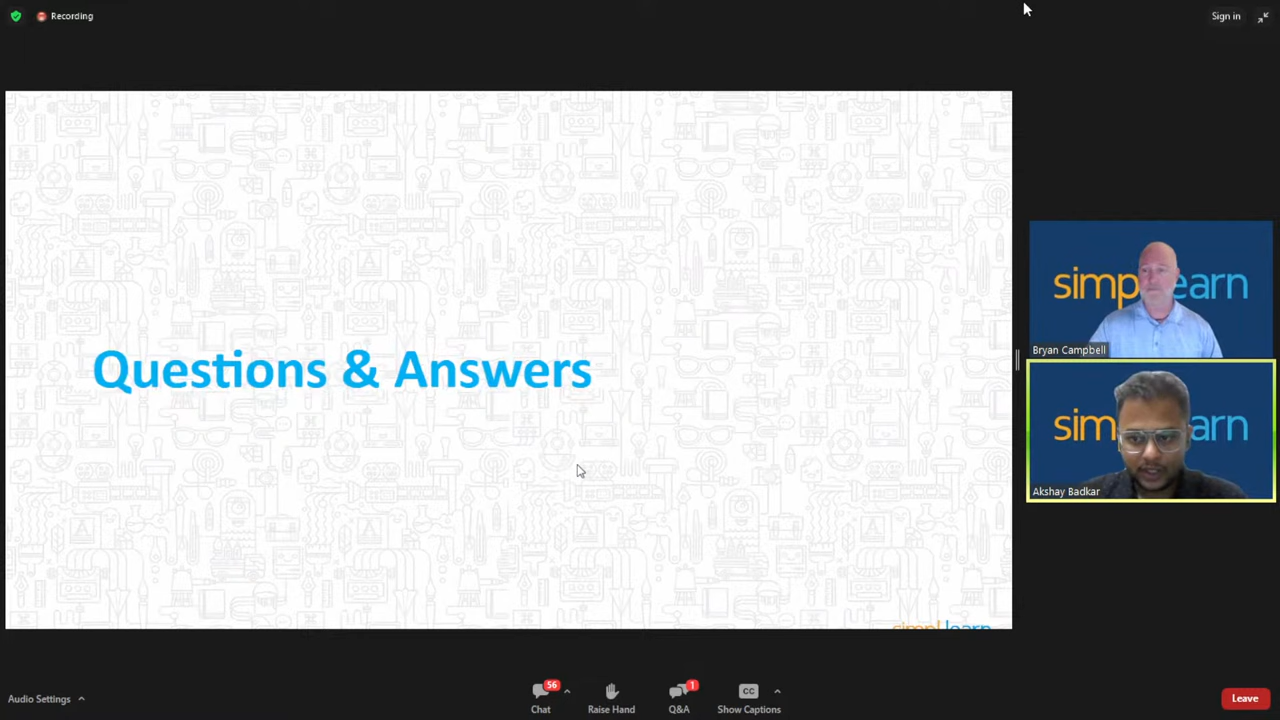 Recording
Sign in
Questions & Answers
simplilearn
Bryan Campbell
Akshay Badkar
Audio Settings
56
Chat
Raise Hand
1
Q&A
CC
Show Captions
Leave